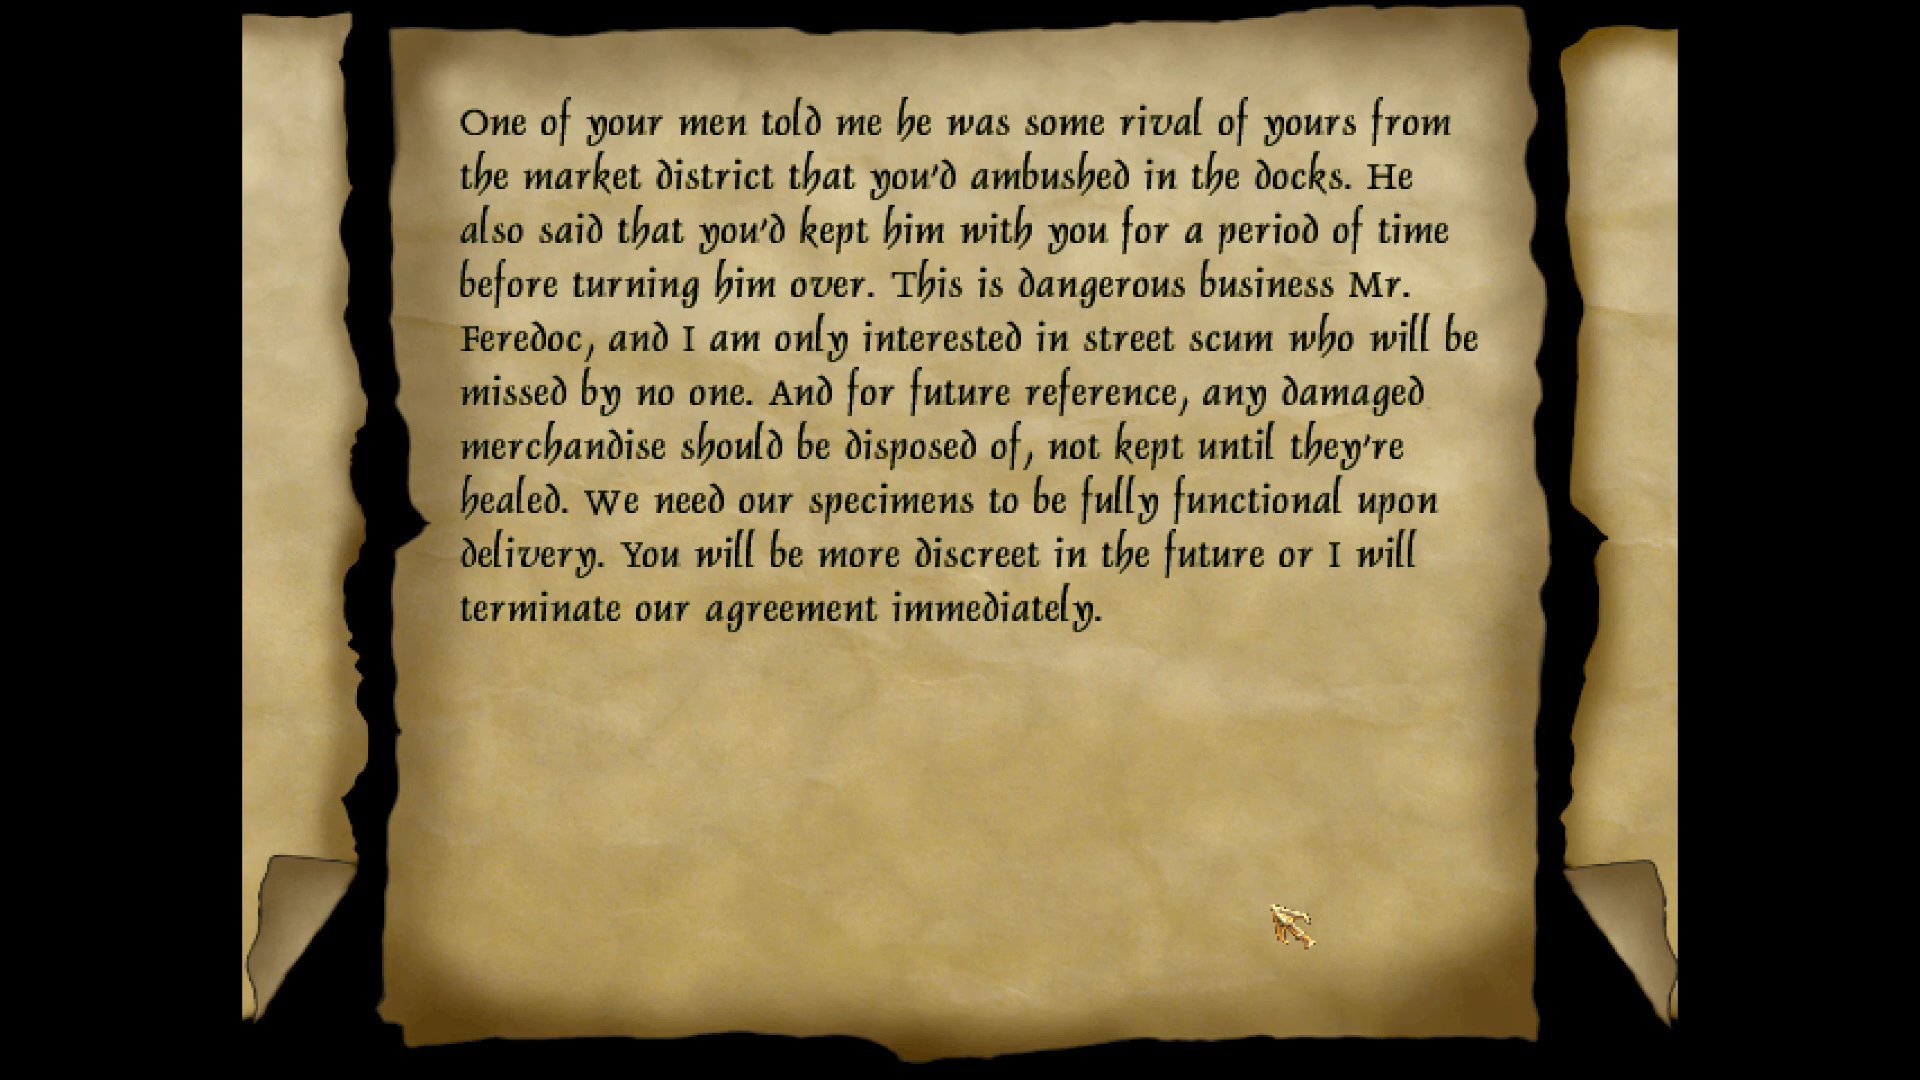 One of your men told me he was some rival of yours from
the market district that you'd ambushed in the docks. He
also said that you'd kept him with you for a period of time
before turning him over. This is dangerous business Mr.
Feredoc, and I am only interested in street scum who will be
missed by no one. And for future reference, any damaged
merchandise should be disposed of, not kept until they're
healed. We need our specimens to be fully functional upon
delivery. You will be more discreet in the future or I will
terminate our agreement immediately.